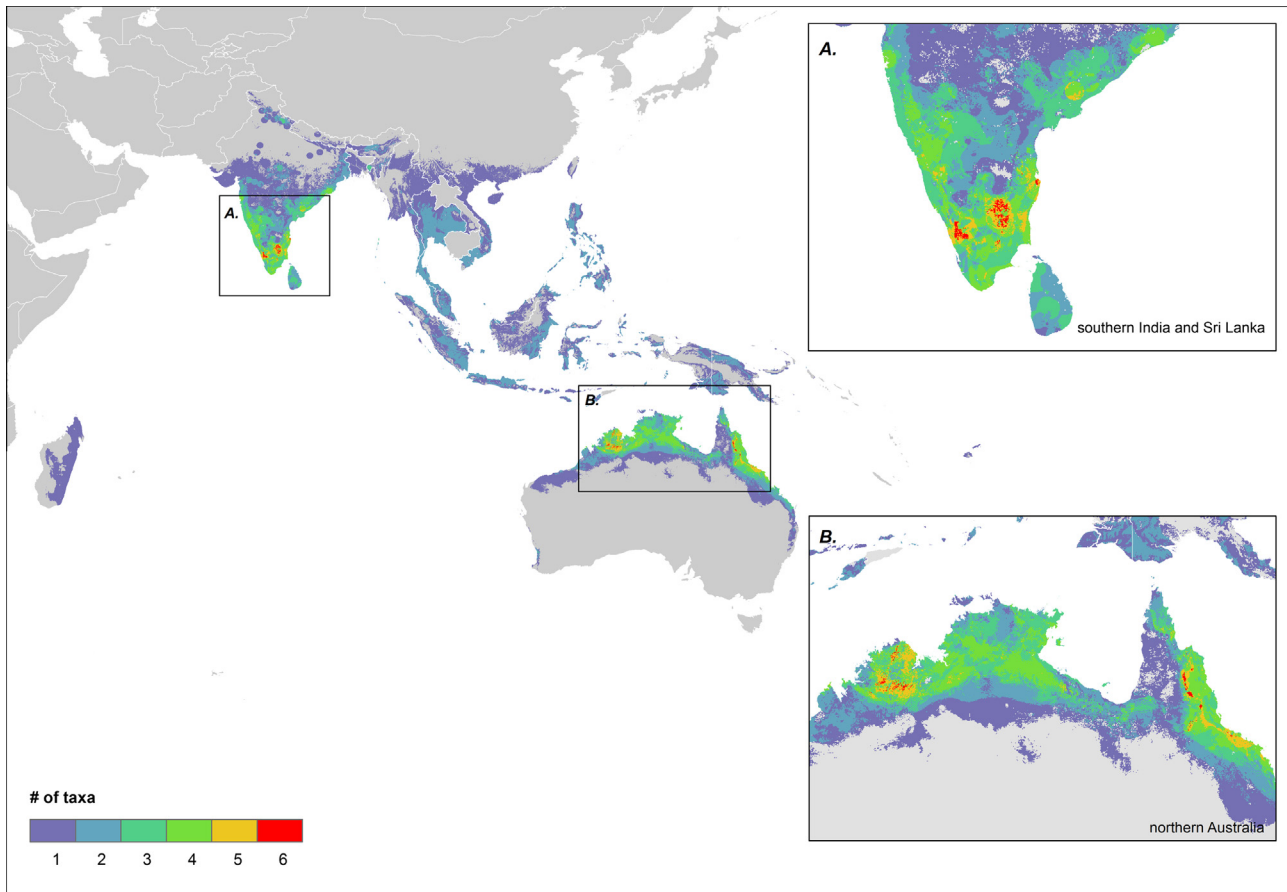 A.
southern India and Sri Lanka
A.
B.
B.
northern Australia
# of taxa
1 2 3 4 5 6